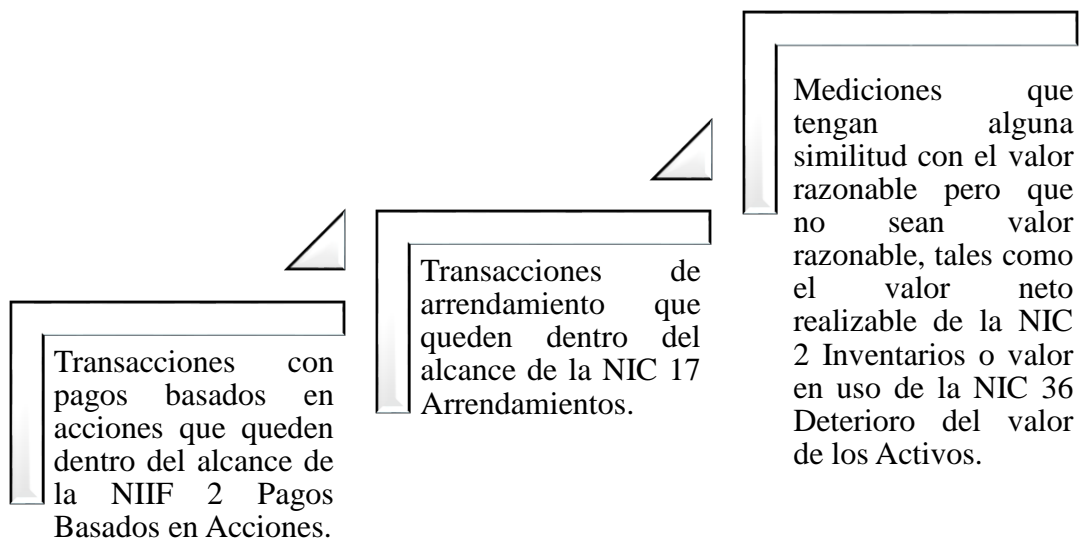 Transacciones con
pagos basados en
acciones que queden
dentro del alcance de
la NIIF 2 Pagos
Basados en Acciones.
Transacciones de
arrendamiento que
queden dentro del
alcance de la NIC 17
Arrendamientos.
Mediciones que
tengan alguna
similitud con el valor
razonable pero que
no sean valor
razonable, tales como
el valor neto
realizable de la NIC
2 Inventarios o valor
en uso de la NIC 36
Deterioro del valor
de los Activos.